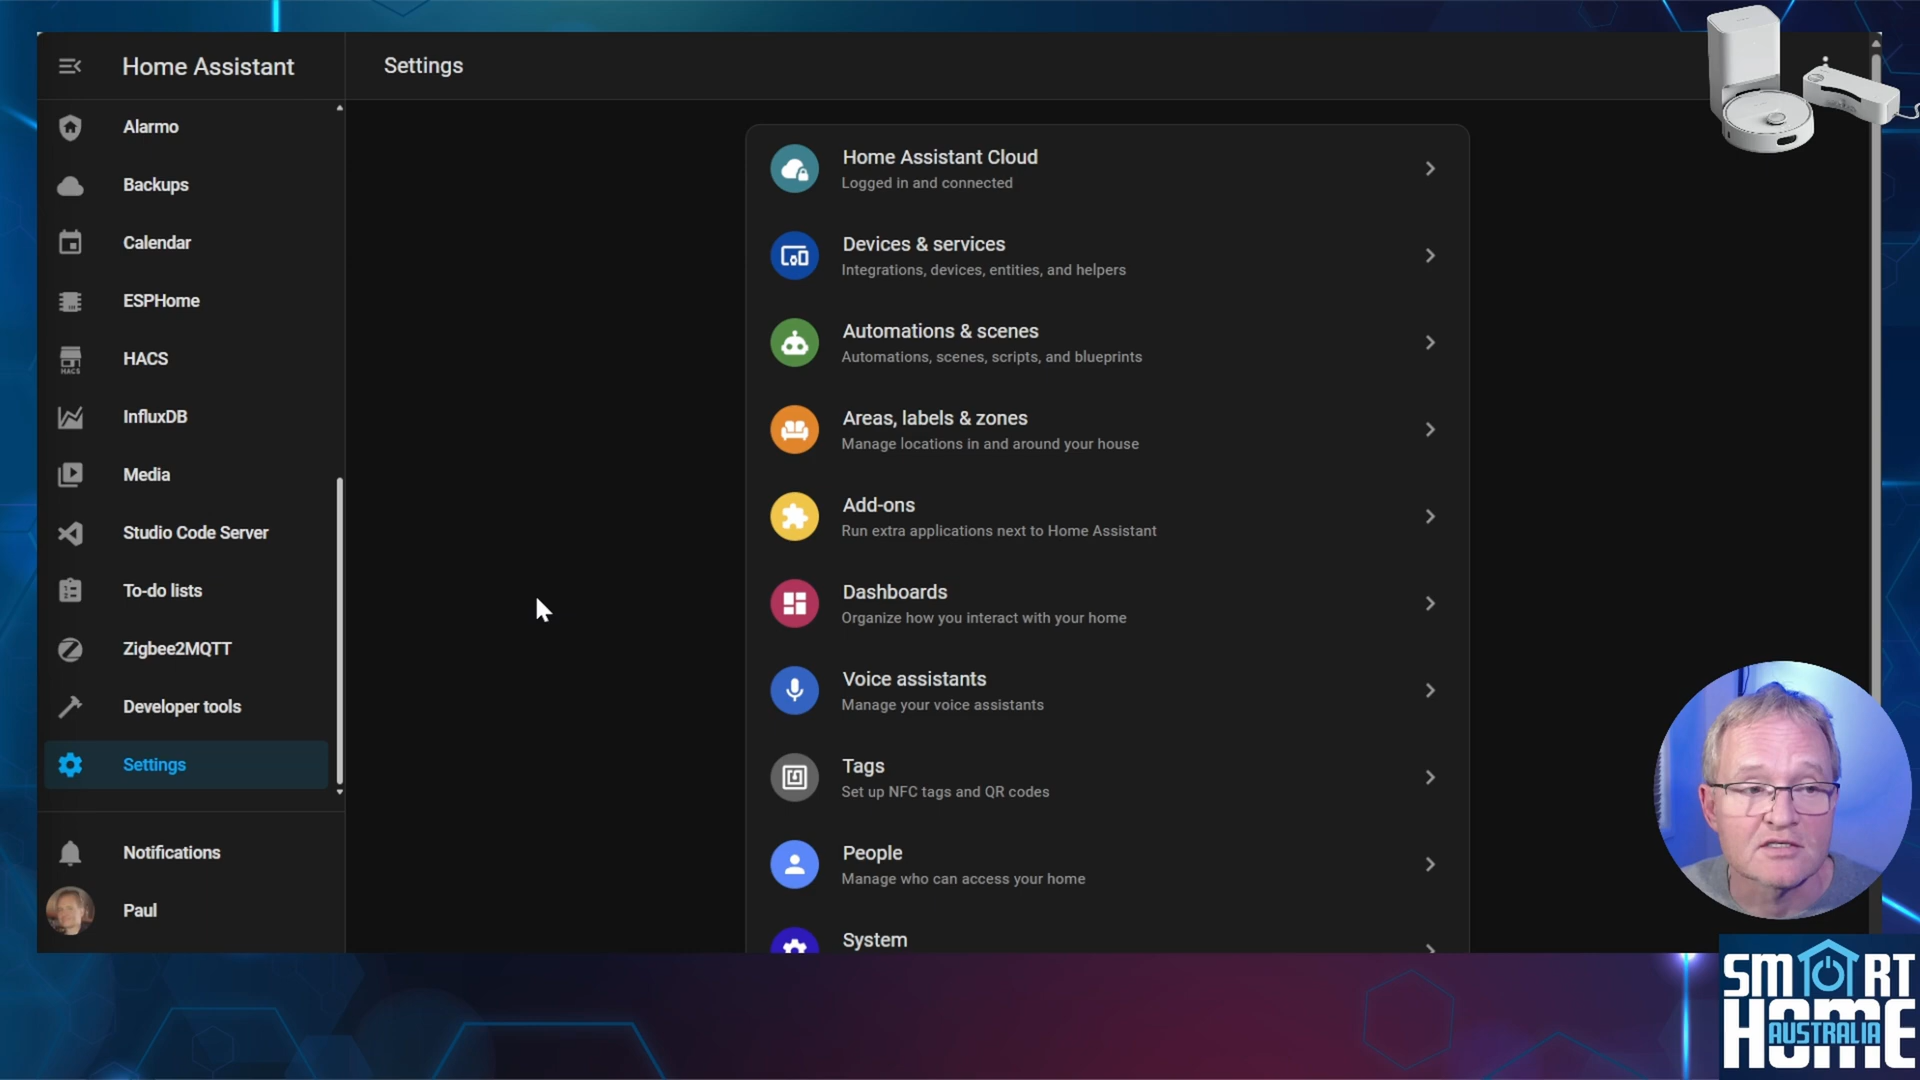 Home Assistant
Settings
Alarmo
Backups
Calendar
ESPHome
HACS
HACS
InfluxDB
Media
Studio Code Server
To-do lists
Zigbee2MQTT
Developer tools
Settings
Notifications
Paul
Home Assistant Cloud
Logged in and connected
Devices & services
Integrations, devices, entities, and helpers
Automations & scenes
Automations, scenes, scripts, and blueprints
Areas, labels & zones
Manage locations in and around your house
Add-ons
Run extra applications next to Home Assistant
Dashboards
Organize how you interact with your home
Voice assistants
Manage your voice assistants
Tags
Set up NFC tags and QR codes
People
Manage who can access your home
System
SMART
HOME
AUSTRALIA